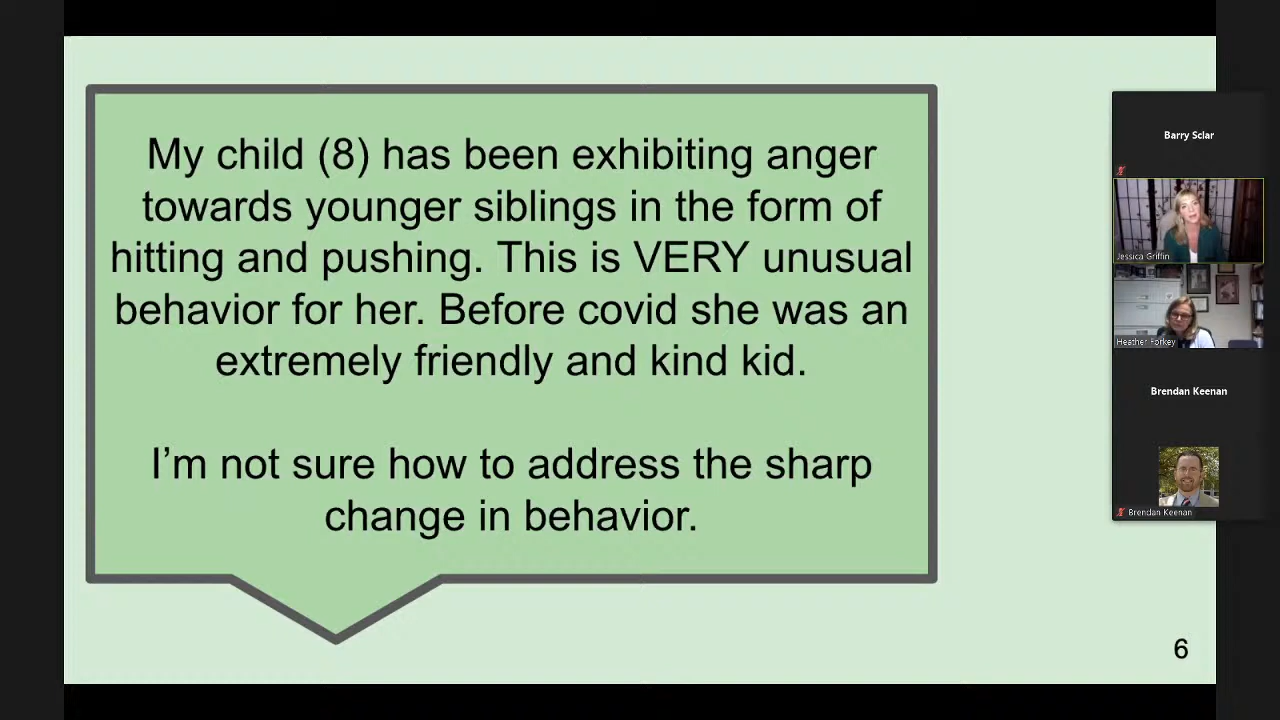 My child (8) has been exhibiting anger
towards younger siblings in the form of
hitting and pushing. This is VERY unusual
behavior for her. Before covid she was an
extremely friendly and kind kid.
I’m not sure how to address the sharp
change in behavior.
6
Barry Sclar
Jessica Griffin
Heather Forkey
Brendan Keenan
Brendan Keenan